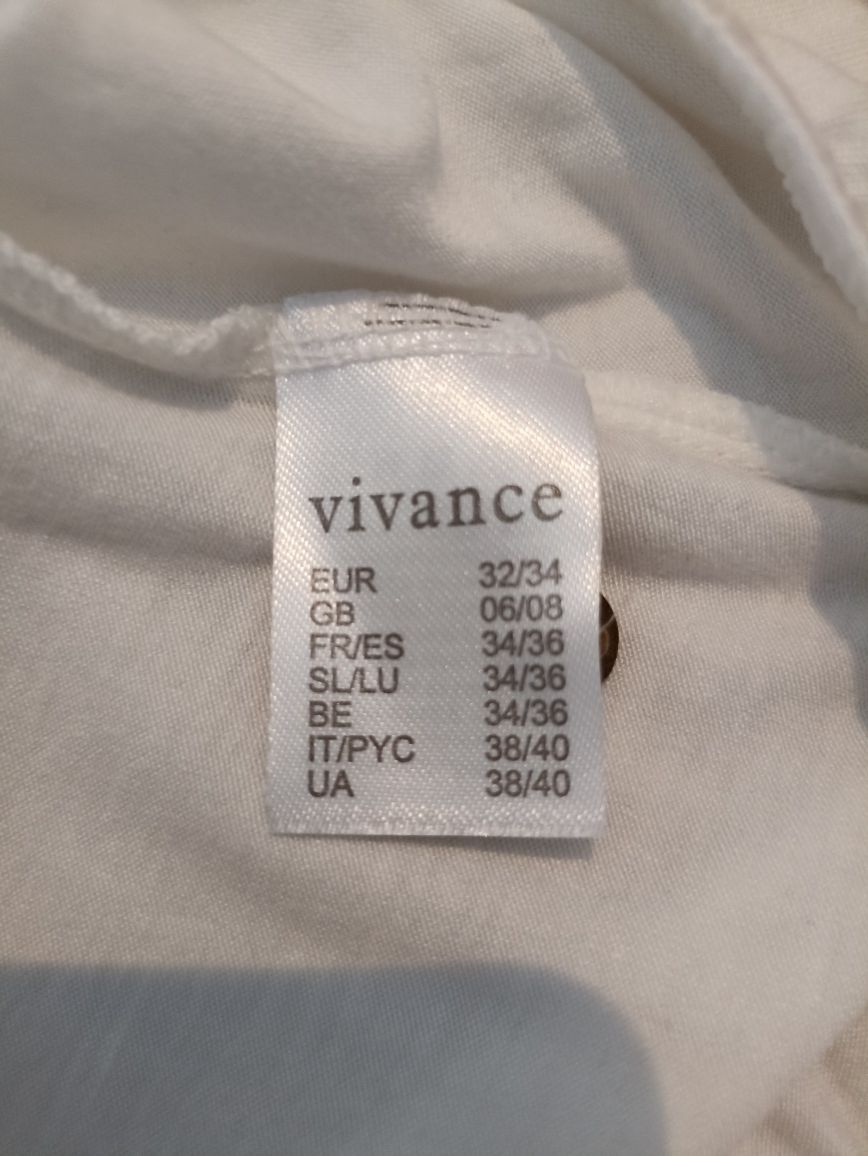 vivance
EUR 32/34
GB 06/08
FR/ES 34/36
SL/LU 34/36
BE 34/36
IT/PYC 38/40
UA 38/40